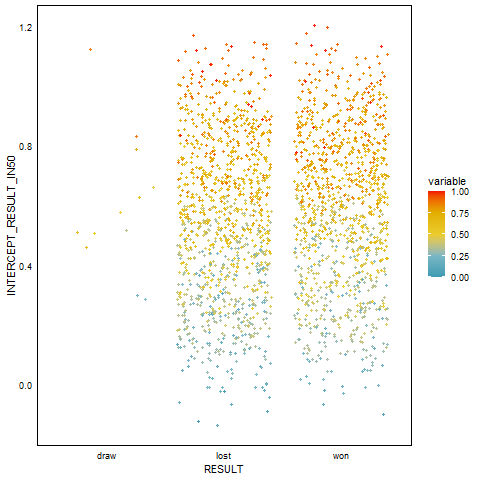 1.2
0.8
0.4
0.0
INTERCEPT_RESULT_IN50
draw
lost
won
RESULT
variable
1.00
0.75
0.50
0.25
0.00